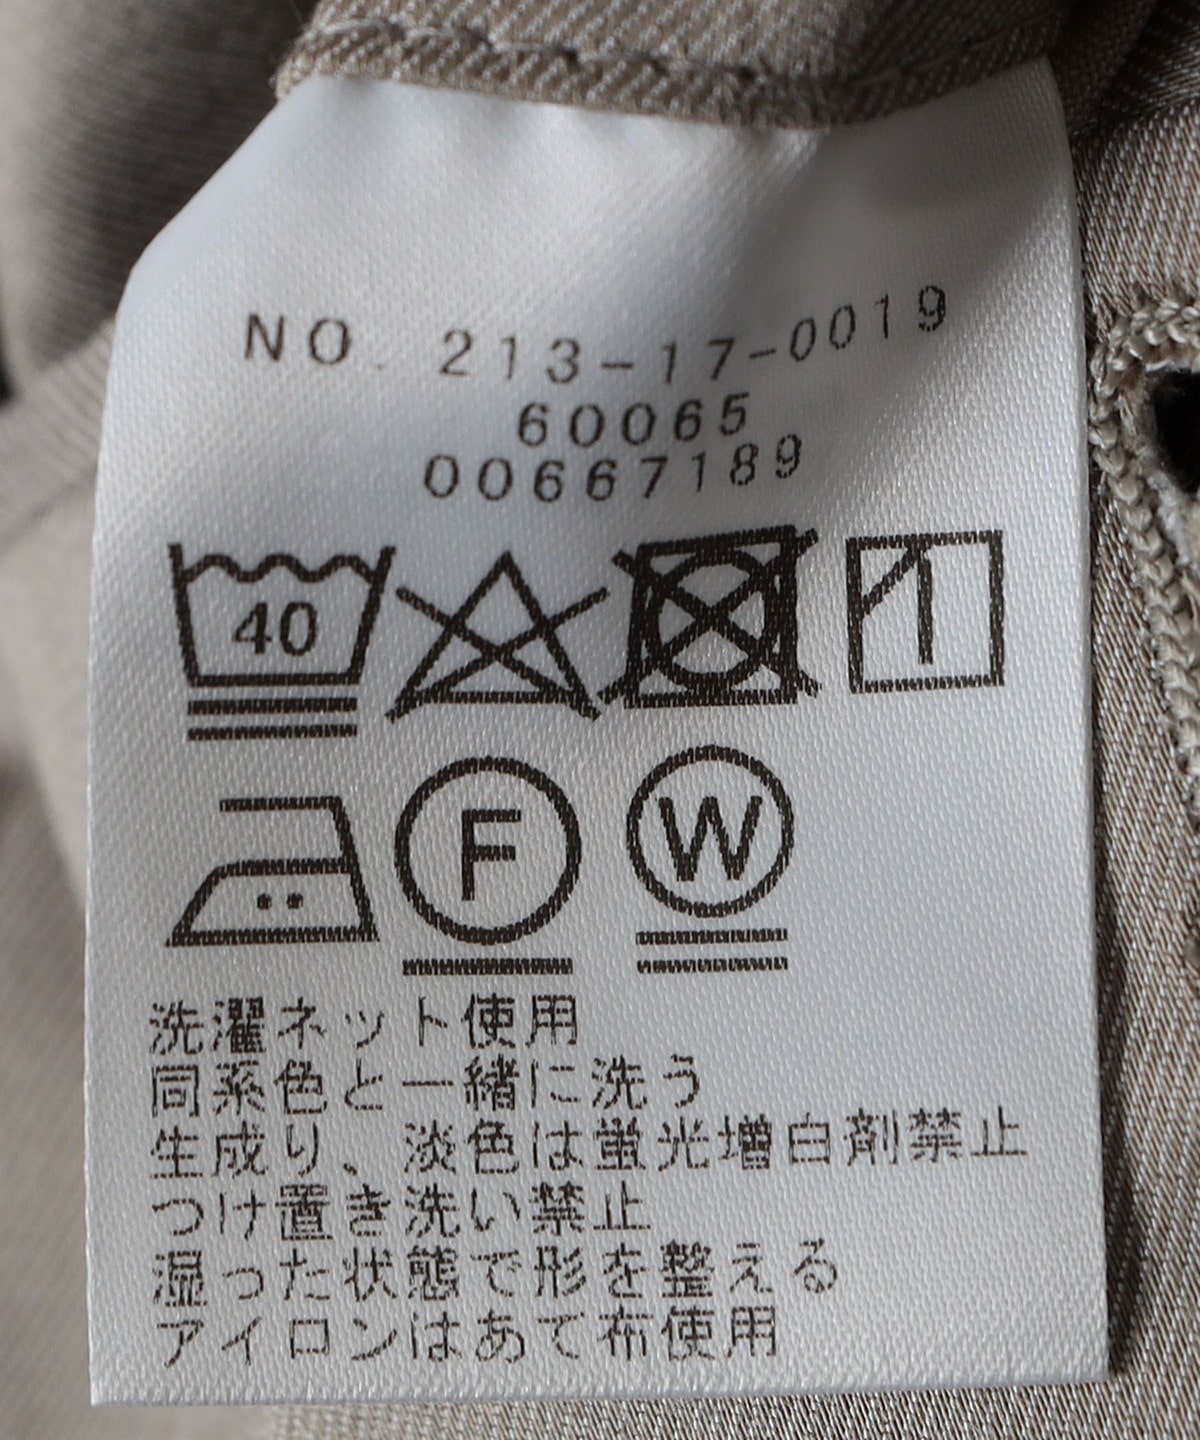 NO. 213-17-0019
60065
00667189
40
F W
洗濯ネット使用
同系色と一緒に洗う
生成り、淡色は蛍光増白剤禁止
つけ置き洗い禁止
湿った状態で形を整える
アイロンはあて布使用